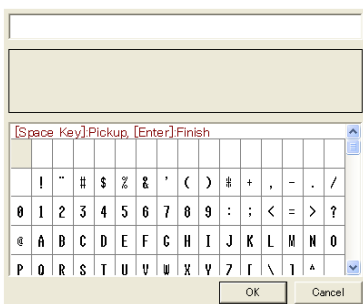 [Space Key]:Pickup, [Enter]:Finish
! " # $ % & ' ( ) * + , - . /
0 1 2 3 4 5 6 7 8 9 : ; < = > ?
@ A B C D E F G H I J K L M N O
P Q R S T U V W X Y Z [ \ ] ^
OK Cancel